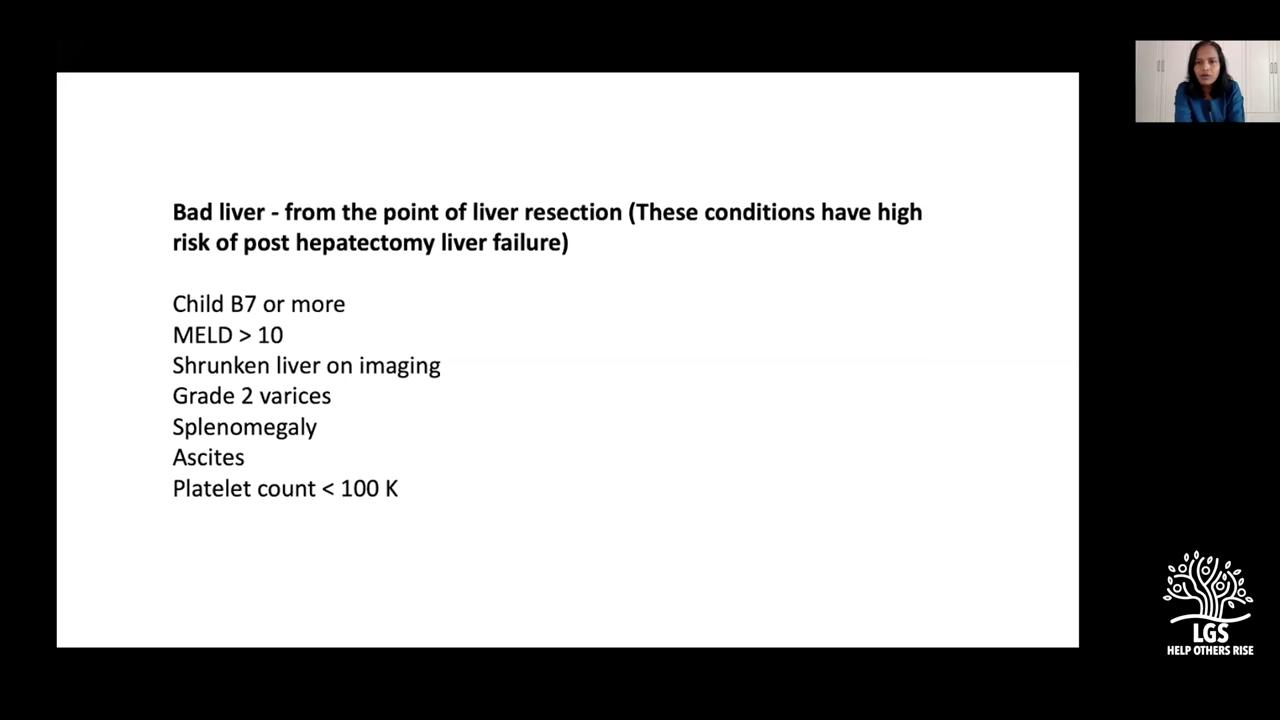 Bad liver - from the point of liver resection (These conditions have high
risk of post hepatectomy liver failure)
Child B7 or more
MELD > 10
Shrunken liver on imaging
Grade 2 varices
Splenomegaly
Ascites
Platelet count < 100 K
LGS
HELP OTHERS RISE